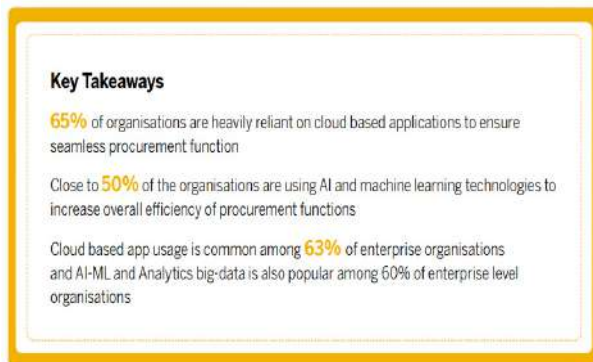 Key Takeaways
65% of organisations are heavily reliant on cloud based applications to ensure
seamless procurement function
Close to 50% of the organisations are using AI and machine learning technologies to
increase overall efficiency of procurement functions
Cloud based app usage is common among 63% of enterprise organisations
and AI-ML and Analytics big-data is also popular among 60% of enterprise level
organisations